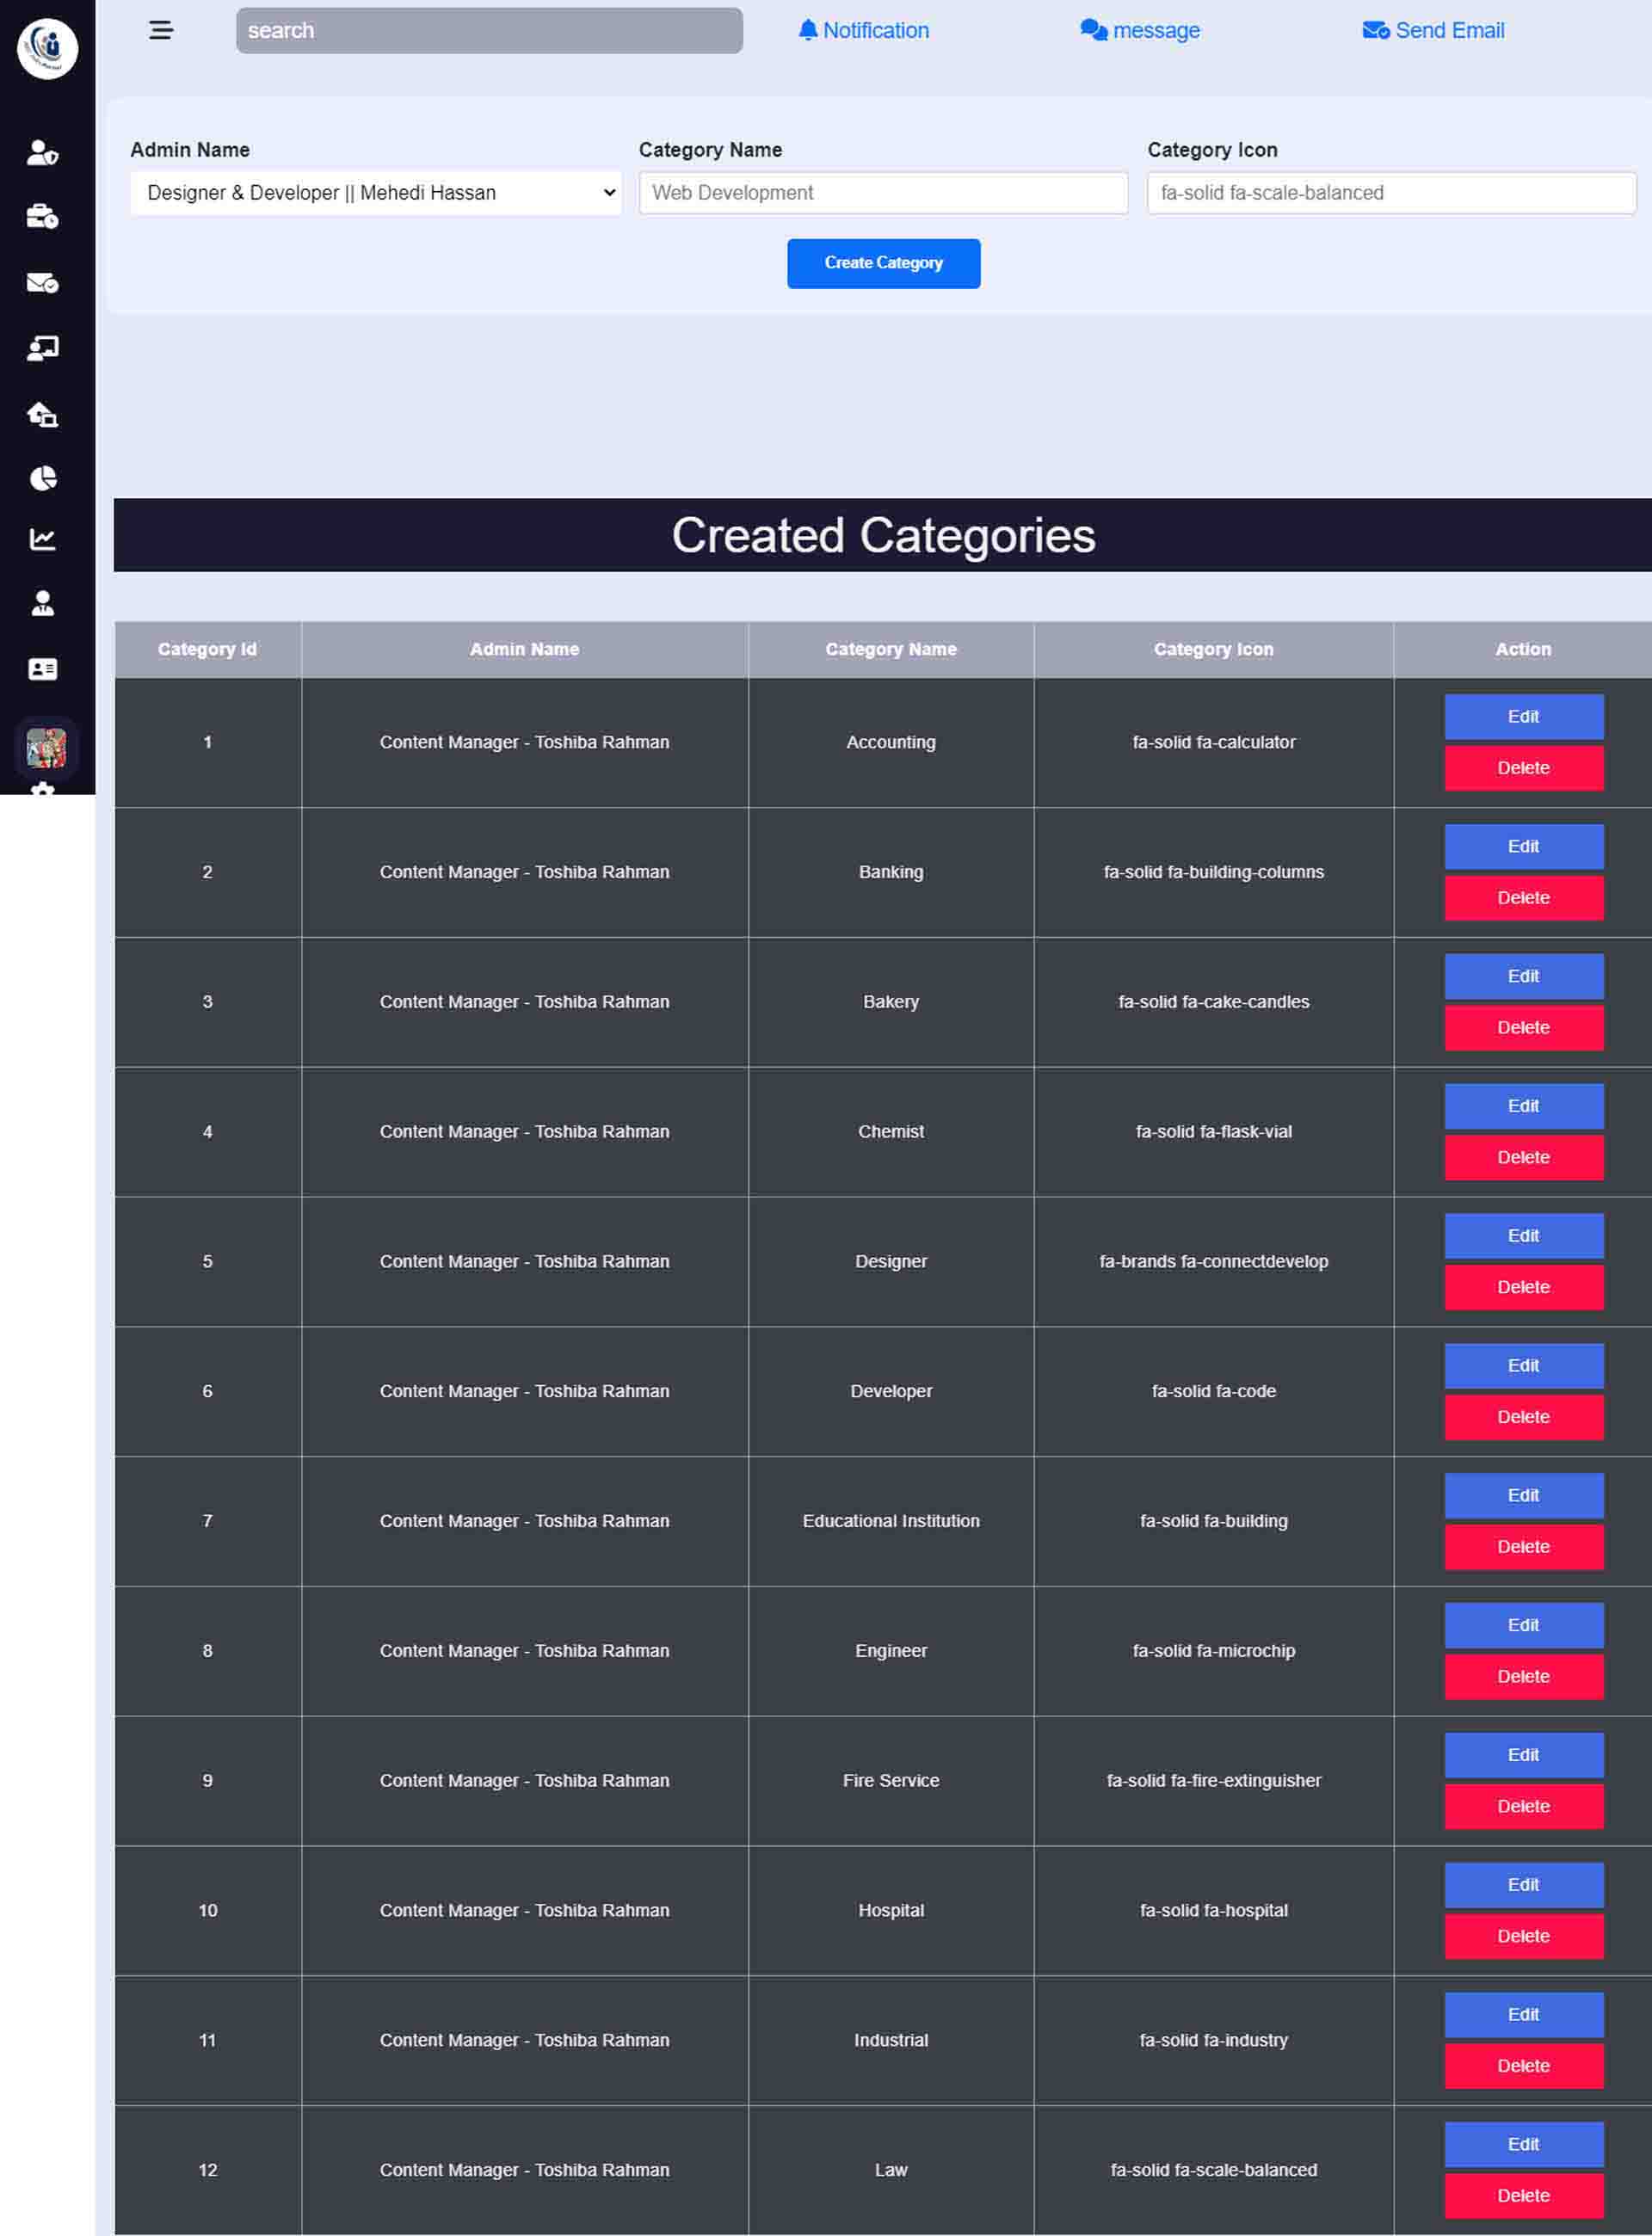 search Notification message Send Email
Admin Name Category Name Category Icon
Designer & Developer || Mehedi Hassan Web Development fa-solid fa-scale-balanced
Create Category
Created Categories
Category Id Admin Name Category Name Category Icon Action
1 Content Manager - Toshiba Rahman Accounting fa-solid fa-calculator Edit
Delete
2 Content Manager - Toshiba Rahman Banking fa-solid fa-building-columns Edit
Delete
3 Content Manager - Toshiba Rahman Bakery fa-solid fa-cake-candles Edit
Delete
4 Content Manager - Toshiba Rahman Chemist fa-solid fa-flask-vial Edit
Delete
5 Content Manager - Toshiba Rahman Designer fa-brands fa-connectdevelop Edit
Delete
6 Content Manager - Toshiba Rahman Developer fa-solid fa-code Edit
Delete
7 Content Manager - Toshiba Rahman Educational Institution fa-solid fa-building Edit
Delete
8 Content Manager - Toshiba Rahman Engineer fa-solid fa-microchip Edit
Delete
9 Content Manager - Toshiba Rahman Fire Service fa-solid fa-fire-extinguisher Edit
Delete
10 Content Manager - Toshiba Rahman Hospital fa-solid fa-hospital Edit
Delete
11 Content Manager - Toshiba Rahman Industrial fa-solid fa-industry Edit
Delete
12 Content Manager - Toshiba Rahman Law fa-solid fa-scale-balanced Edit
Delete